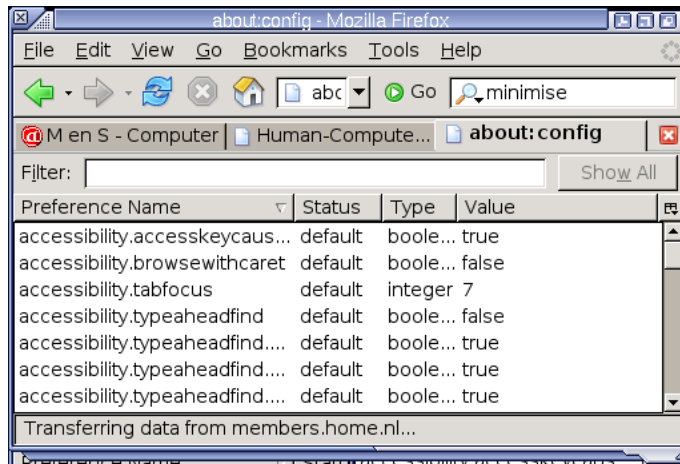 about:config - Mozilla Firefox
File Edit View Go Bookmarks Tools Help
abc Go minimise
M en S - Computer Human-Compute... about:config
Filter: Show All
Preference Name Status Type Value
accessibility.accesskeycaus... default boole... true
accessibility.browsewithcaret default boole... false
accessibility.tabfocus default integer 7
accessibility.typeaheadfind default boole... false
accessibility.typeaheadfind.... default boole... true
accessibility.typeaheadfind.... default boole... true
accessibility.typeaheadfind.... default boole... true
Transferring data from members.home.nl...